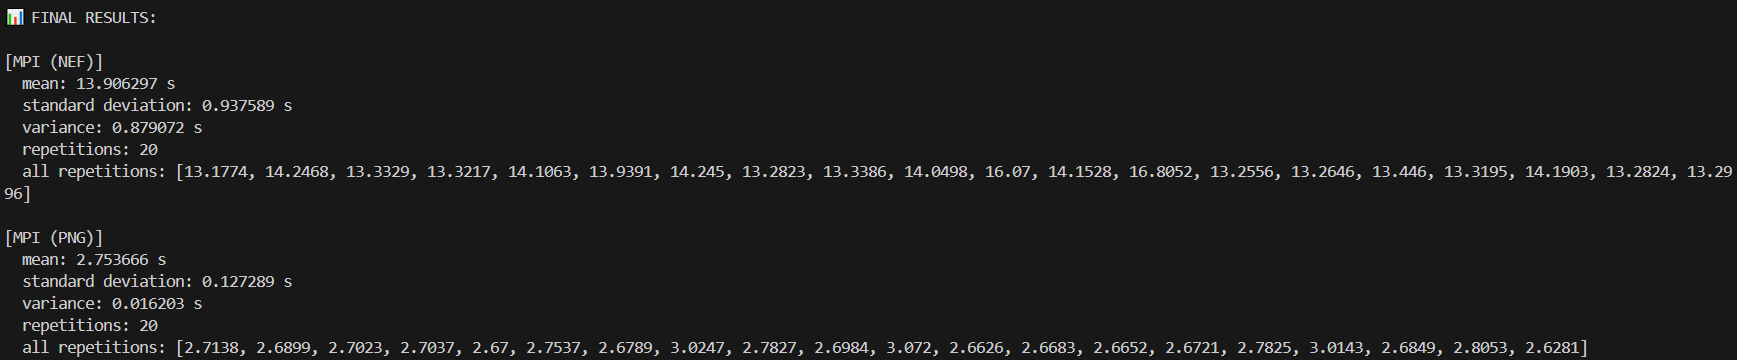 📊 FINAL RESULTS:
[MPI (NEF)]
mean: 13.906297 s
standard deviation: 0.937589 s
variance: 0.879072 s
repetitions: 20
all repetitions: [13.1774, 14.2468, 13.3329, 13.3217, 14.1063, 13.9391, 14.245, 13.2823, 13.3386, 14.0498, 16.07, 14.1528, 16.8052, 13.2556, 13.2646, 13.446, 13.3195, 14.1903, 13.2824, 13.29
96]
[MPI (PNG)]
mean: 2.753666 s
standard deviation: 0.127289 s
variance: 0.016203 s
repetitions: 20
all repetitions: [2.7138, 2.6899, 2.7023, 2.7037, 2.67, 2.7537, 2.6789, 3.0247, 2.7827, 2.6984, 3.072, 2.6626, 2.6683, 2.6652, 2.6721, 2.7825, 3.0143, 2.6849, 2.8053, 2.6281]